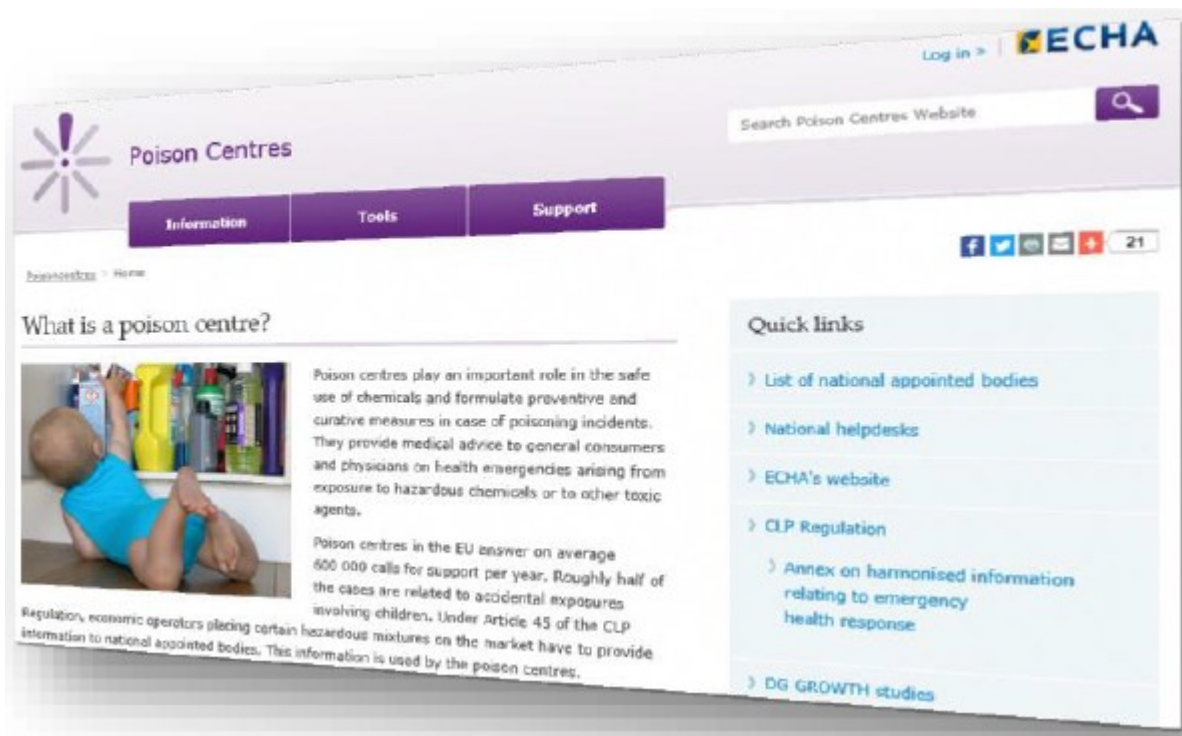 Log in »
ECHA
Poison Centres
Search Poison Centres Website
Information
Tools
Support
21
Poisoncentres > Home
What is a poison centre?
Poison centres play an important role in the safe
use of chemicals and formulate preventive and
curative measures in case of poisoning incidents.
They provide medical advice to general consumers
and physicians on health emergencies arising from
exposure to hazardous chemicals or to other toxic
agents.
Poison centres in the EU answer on average
600 000 calls for support per year. Roughly half of
the cases are related to accidental exposures
involving children. Under Article 45 of the CLP
Regulation, economic operators placing certain hazardous mixtures on the market have to provide
information to national appointed bodies. This information is used by the poison centres.
Quick links
List of national appointed bodies
National helpdesks
ECHA's website
CLP Regulation
Annex on harmonised information
relating to emergency
health response
DG GROWTH studies